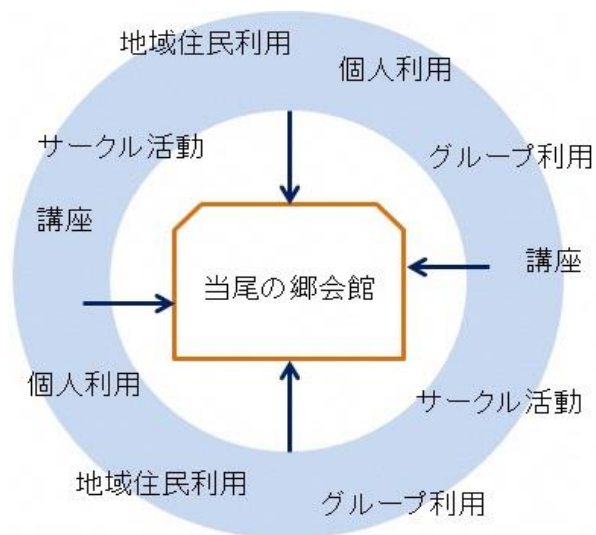 地域住民利用
個人利用
サークル活動
グループ利用
講座
講座
当尾の郷会館
個人利用
サークル活動
地域住民利用
グループ利用